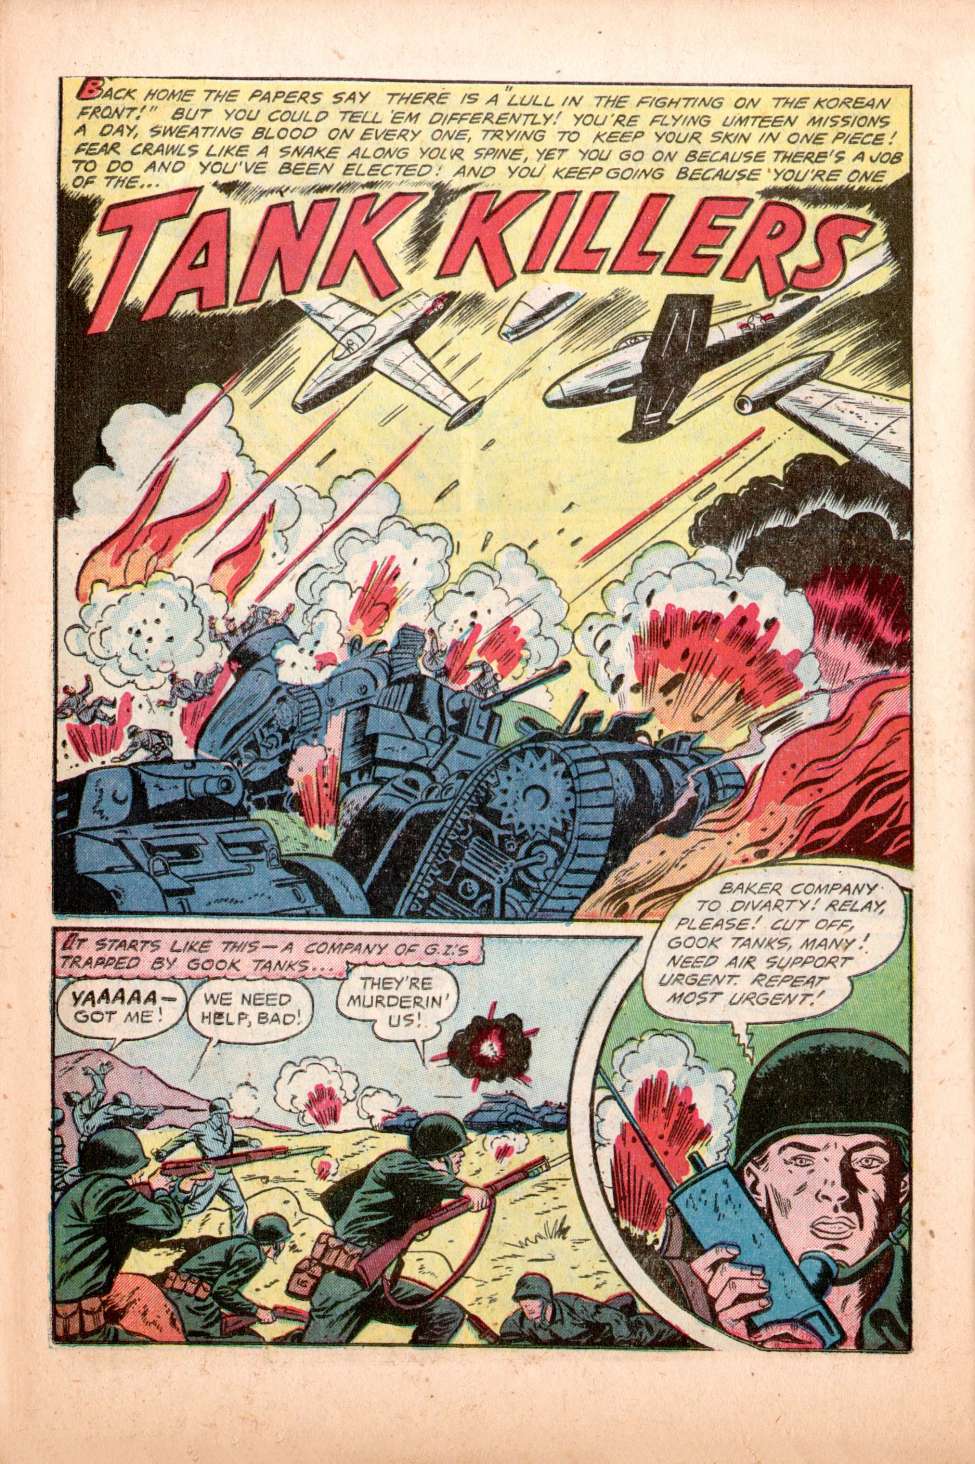 BACK HOME THE PAPERS SAY THERE IS A "LULL IN THE FIGHTING ON THE KOREAN
FRONT!" BUT YOU COULD TELL 'EM DIFFERENTLY! YOU'RE FLYING UMTEEN MISSIONS
A DAY, SWEATING BLOOD ON EVERY ONE, TRYING TO KEEP YOUR SKIN IN ONE PIECE!
FEAR CRAWLS LIKE A SNAKE ALONG YOUR SPINE, YET YOU GO ON BECAUSE THERE'S A JOB
TO DO AND YOU'VE BEEN ELECTED! AND YOU KEEP GOING BECAUSE YOU'RE ONE
OF THE...
TANK KILLERS
IT STARTS LIKE THIS — A COMPANY OF G.I.'S
TRAPPED BY GOOK TANKS...
YAAAAA —
GOT ME!
WE NEED
HELP, BAD!
THEY'RE
MURDERIN'
US!
BAKER COMPANY
TO DIVARTY! RELAY,
PLEASE! CUT OFF,
GOOK TANKS, MANY!
NEED AIR SUPPORT
URGENT. REPEAT
MOST URGENT!